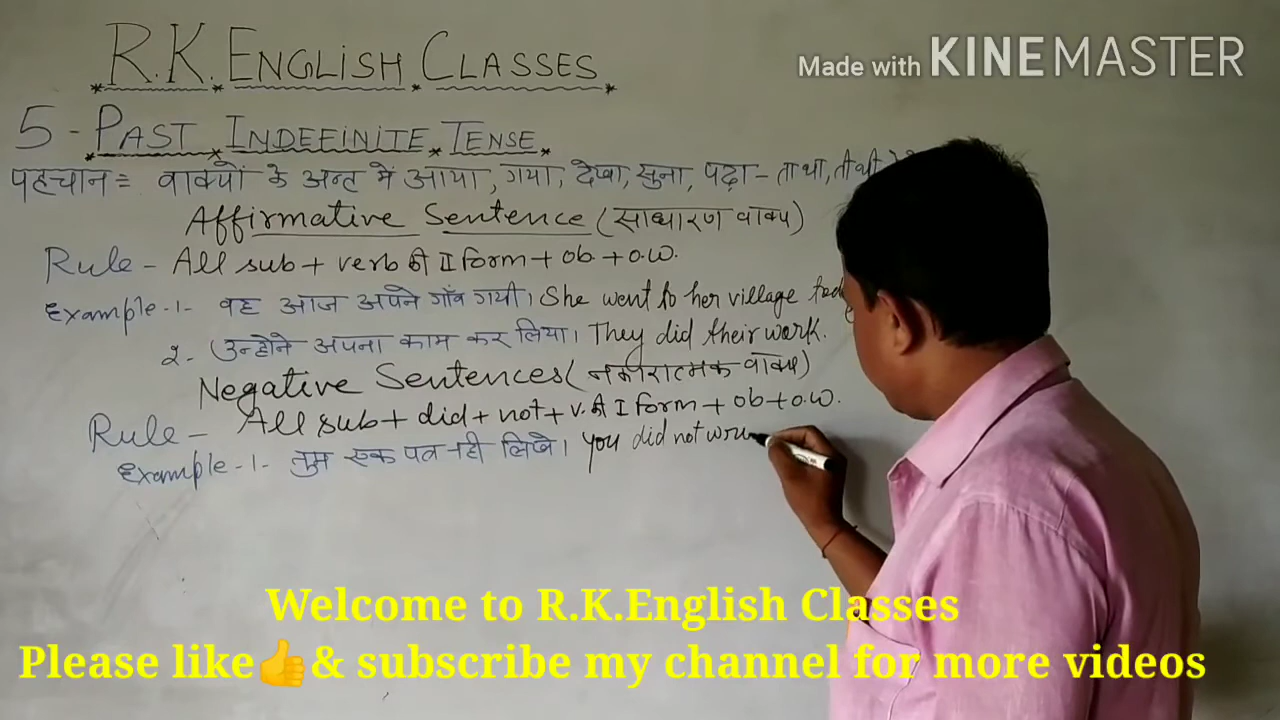 R.K. ENGLISH CLASSES
Made with KINEMASTER
5 - PAST INDEFINITE TENSE
पहचान = वाक्यों के अन्त में आया, गया, देखा, सुना, पढ़ा - ता था, ती थी
Affirmative Sentence (साधारण वाक्य)
Rule - All sub + verb की II form + ob. + o.w.
Example -1- वह आज अपने गाँव गयी। She went to her village
2- उन्होने अपना काम कर लिया। They did their work.
Negative Sentences (नकारात्मक वाक्य)
Rule - All sub + did + not + v. की I form + ob + o.w.
Example -1- तुम एक पत्र नही लिखे। You did not
Welcome to R.K.English Classes
Please like👍& subscribe my channel for more videos